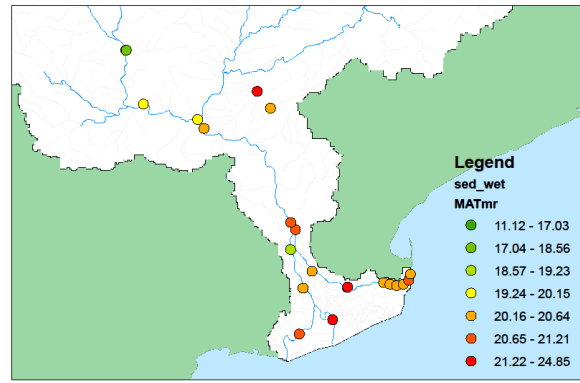 Legend
sed_wet
MATmr
11.12 - 17.03
17.04 - 18.56
18.57 - 19.23
19.24 - 20.15
20.16 - 20.64
20.65 - 21.21
21.22 - 24.85